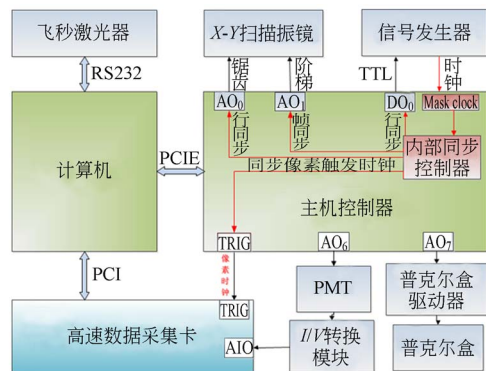 飞秒激光器
X-Y扫描振镜
信号发生器
RS232
锯齿
阶梯
TTL
时钟
AO0
AO1
DO0
Mask clock
行同步
帧同步
行同步
内部同步
控制器
计算机
PCIE
同步像素触发时钟
主机控制器
TRIG
AO6
AO7
像素时钟
PCI
PMT
普克尔盒
驱动器
TRIG
高速数据采集卡
AIO
I/V转换
模块
普克尔盒